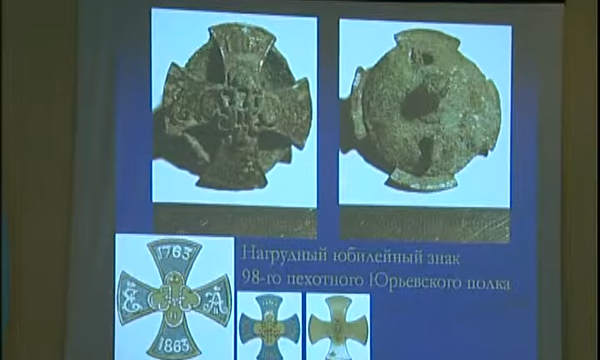 Нагрудный юбилейный знак
98-го пехотного Юрьевского полка
1763
1863